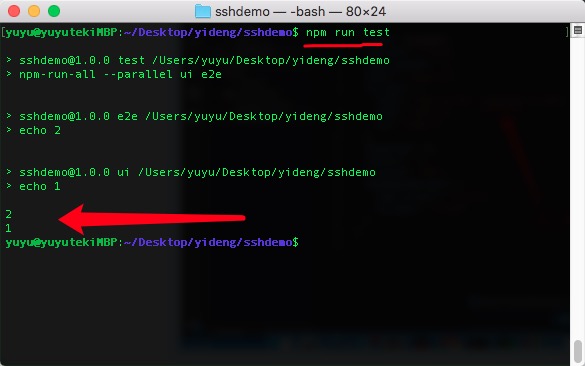 sshdemo — -bash — 80×24
[yuyu@yuyutekiMBP:~/Desktop/yideng/sshdemo$ npm run test ]
> sshdemo@1.0.0 test /Users/yuyu/Desktop/yideng/sshdemo
> npm-run-all --parallel ui e2e
> sshdemo@1.0.0 e2e /Users/yuyu/Desktop/yideng/sshdemo
> echo 2
> sshdemo@1.0.0 ui /Users/yuyu/Desktop/yideng/sshdemo
> echo 1
2
1
yuyu@yuyutekiMBP:~/Desktop/yideng/sshdemo$